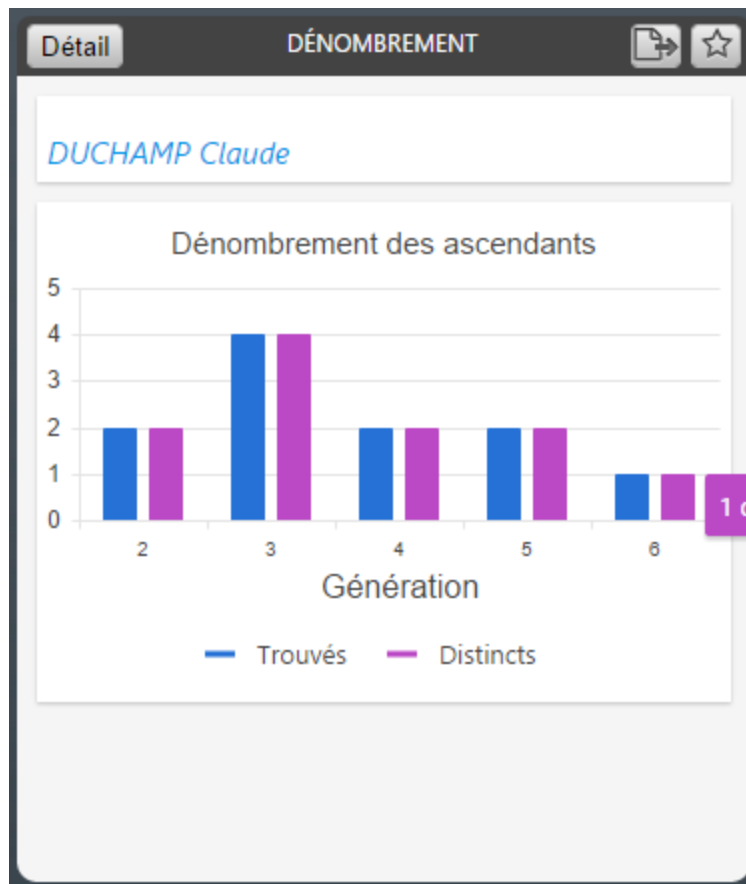 Détail DÉNOMBREMENT
DUCHAMP Claude
Dénombrement des ascendants
5
4
3
2
1
0
1
2 3 4 5 6
Génération
Trouvés Distincts